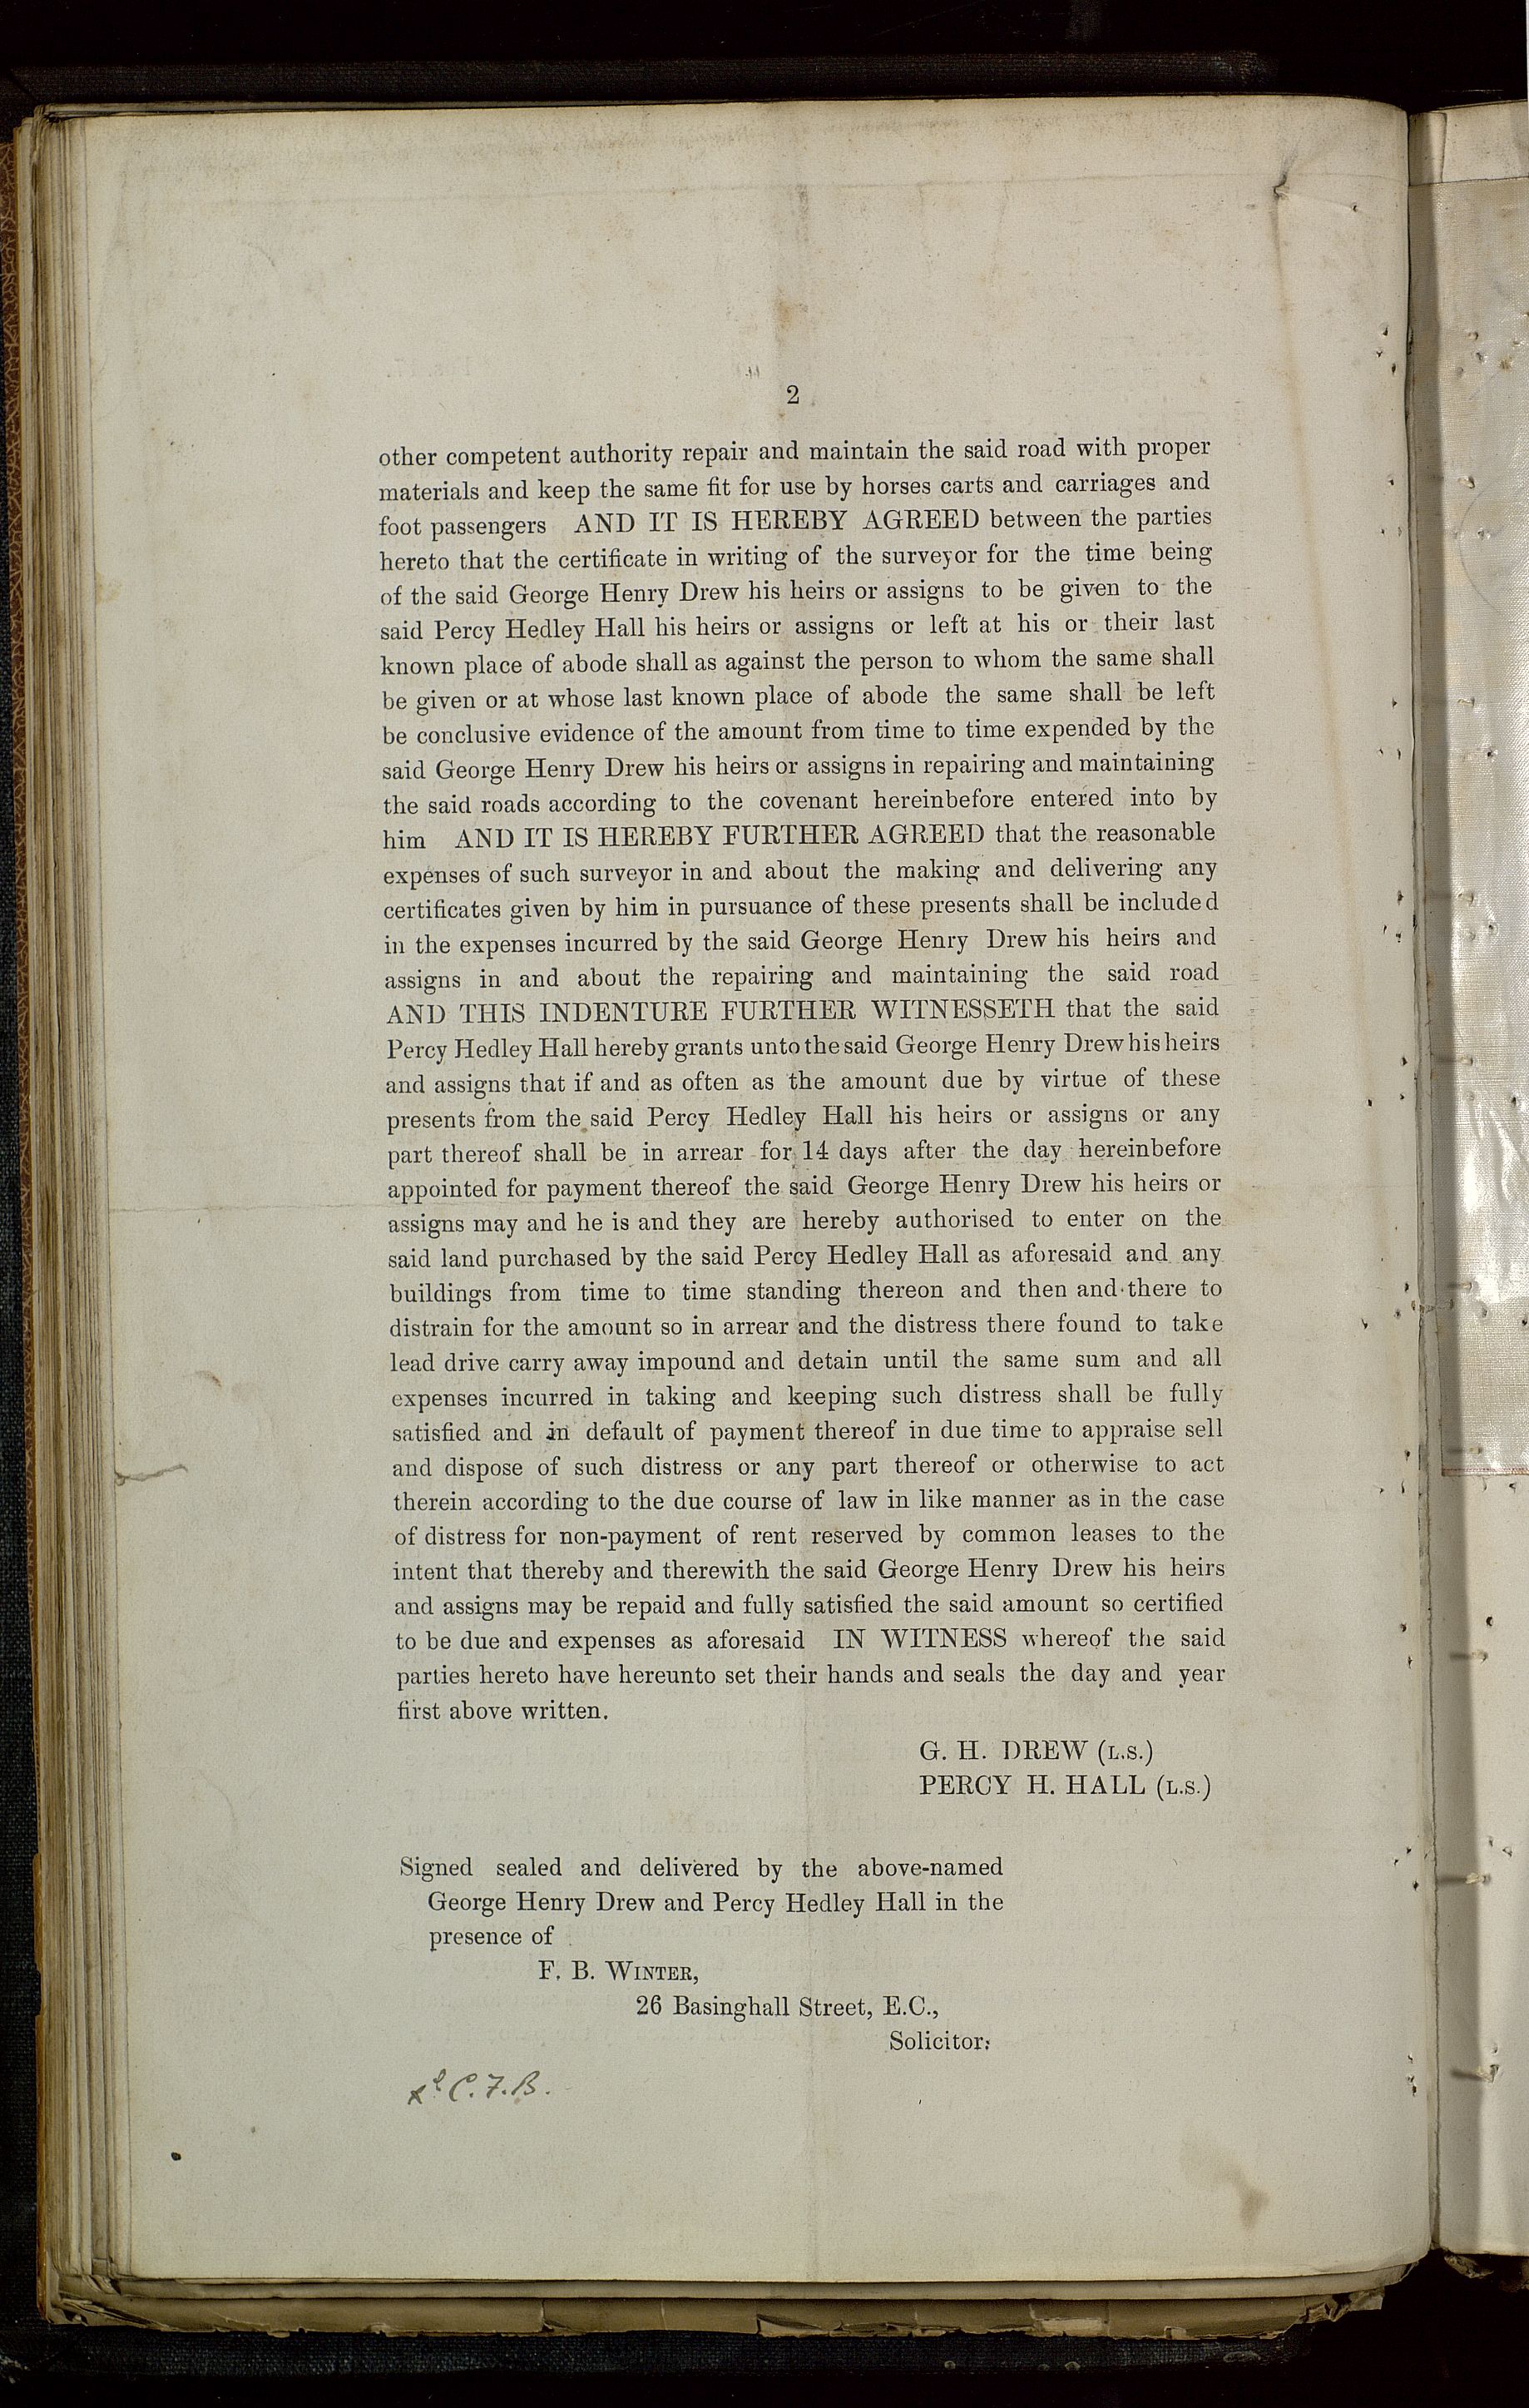 2
other competent authority repair and maintain the said road with proper
materials and keep the same fit for use by horses carts and carriages and
foot passengers AND IT IS HEREBY AGREED between the parties
hereto that the certificate in writing of the surveyor for the time being
of the said George Henry Drew his heirs or assigns to be given to the
said Percy Hedley Hall his heirs or assigns or left at his or their last
known place of abode shall as against the person to whom the same shall
be given or at whose last known place of abode the same shall be left
be conclusive evidence of the amount from time to time expended by the
said George Henry Drew his heirs or assigns in repairing and maintaining
the said roads according to the covenant hereinbefore entered into by
him AND IT IS HEREBY FURTHER AGREED that the reasonable
expenses of such surveyor in and about the making and delivering any
certificates given by him in pursuance of these presents shall be included
in the expenses incurred by the said George Henry Drew his heirs and
assigns in and about the repairing and maintaining the said road
AND THIS INDENTURE FURTHER WITNESSETH that the said
Percy Hedley Hall hereby grants unto the said George Henry Drew his heirs
and assigns that if and as often as the amount due by virtue of these
presents from the said Percy Hedley Hall his heirs or assigns or any
part thereof shall be in arrear for 14 days after the day hereinbefore
appointed for payment thereof the said George Henry Drew his heirs or
assigns may and he is and they are hereby authorised to enter on the
said land purchased by the said Percy Hedley Hall as aforesaid and any
buildings from time to time standing thereon and then and there to
distrain for the amount so in arrear and the distress there found to take
lead drive carry away impound and detain until the same sum and all
expenses incurred in taking and keeping such distress shall be fully
satisfied and in default of payment thereof in due time to appraise sell
and dispose of such distress or any part thereof or otherwise to act
therein according to the due course of law in like manner as in the case
of distress for non-payment of rent reserved by common leases to the
intent that thereby and therewith the said George Henry Drew his heirs
and assigns may be repaid and fully satisfied the said amount so certified
to be due and expenses as aforesaid IN WITNESS whereof the said
parties hereto have hereunto set their hands and seals the day and year
first above written.
G. H. DREW (L.S.)
PERCY H. HALL (L.S.)
Signed sealed and delivered by the above-named
George Henry Drew and Percy Hedley Hall in the
presence of
F. B. WINTER,
26 Basinghall Street, E.C.,
Solicitor.
C.F.B.